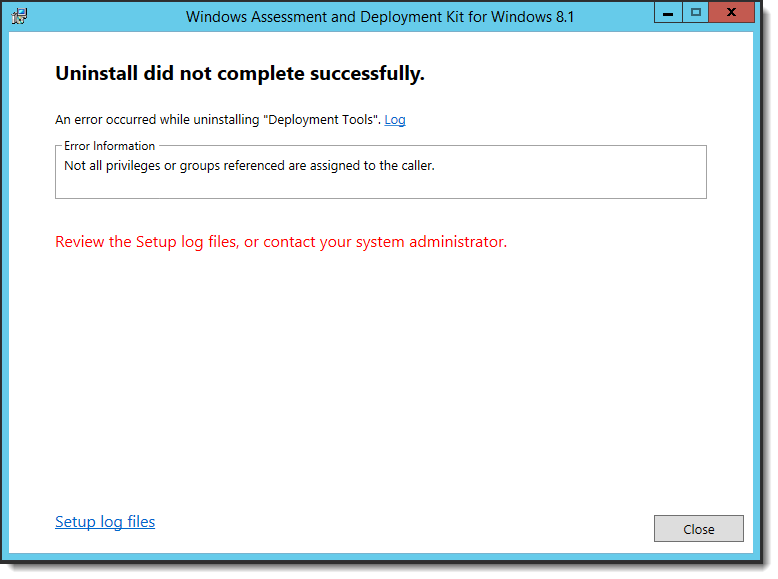 Windows Assessment and Deployment Kit for Windows 8.1
Uninstall did not complete successfully.
An error occurred while uninstalling "Deployment Tools". Log
Error Information
Not all privileges or groups referenced are assigned to the caller.
Review the Setup log files, or contact your system administrator.
Setup log files
Close